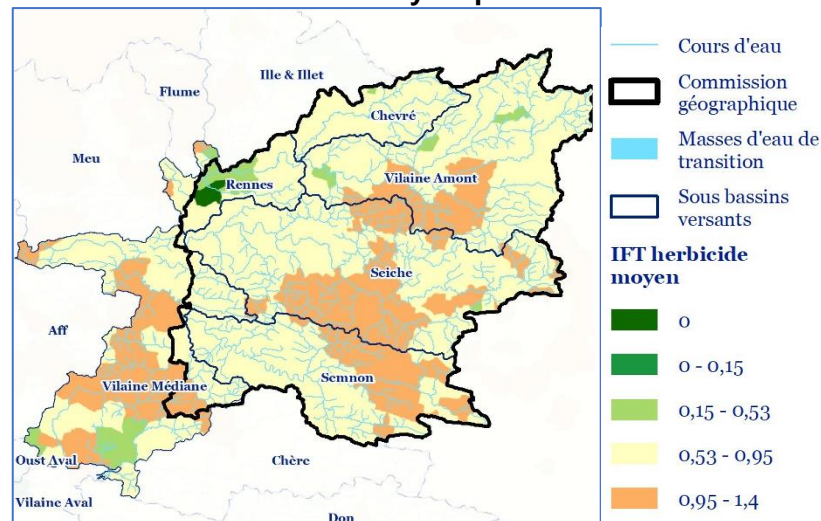 Ille & Illet
Flume
Chevré
Meu
Rennes
Vilaine Amont
Seiche
Aff
Vilaine Médiane
Semnon
Oust Aval
Chère
Vilaine Aval
Don
Cours d'eau
Commission
géographique
Masses d'eau de
transition
Sous bassins
versants
IFT herbicide
moyen
0
0 - 0,15
0,15 - 0,53
0,53 - 0,95
0,95 - 1,4